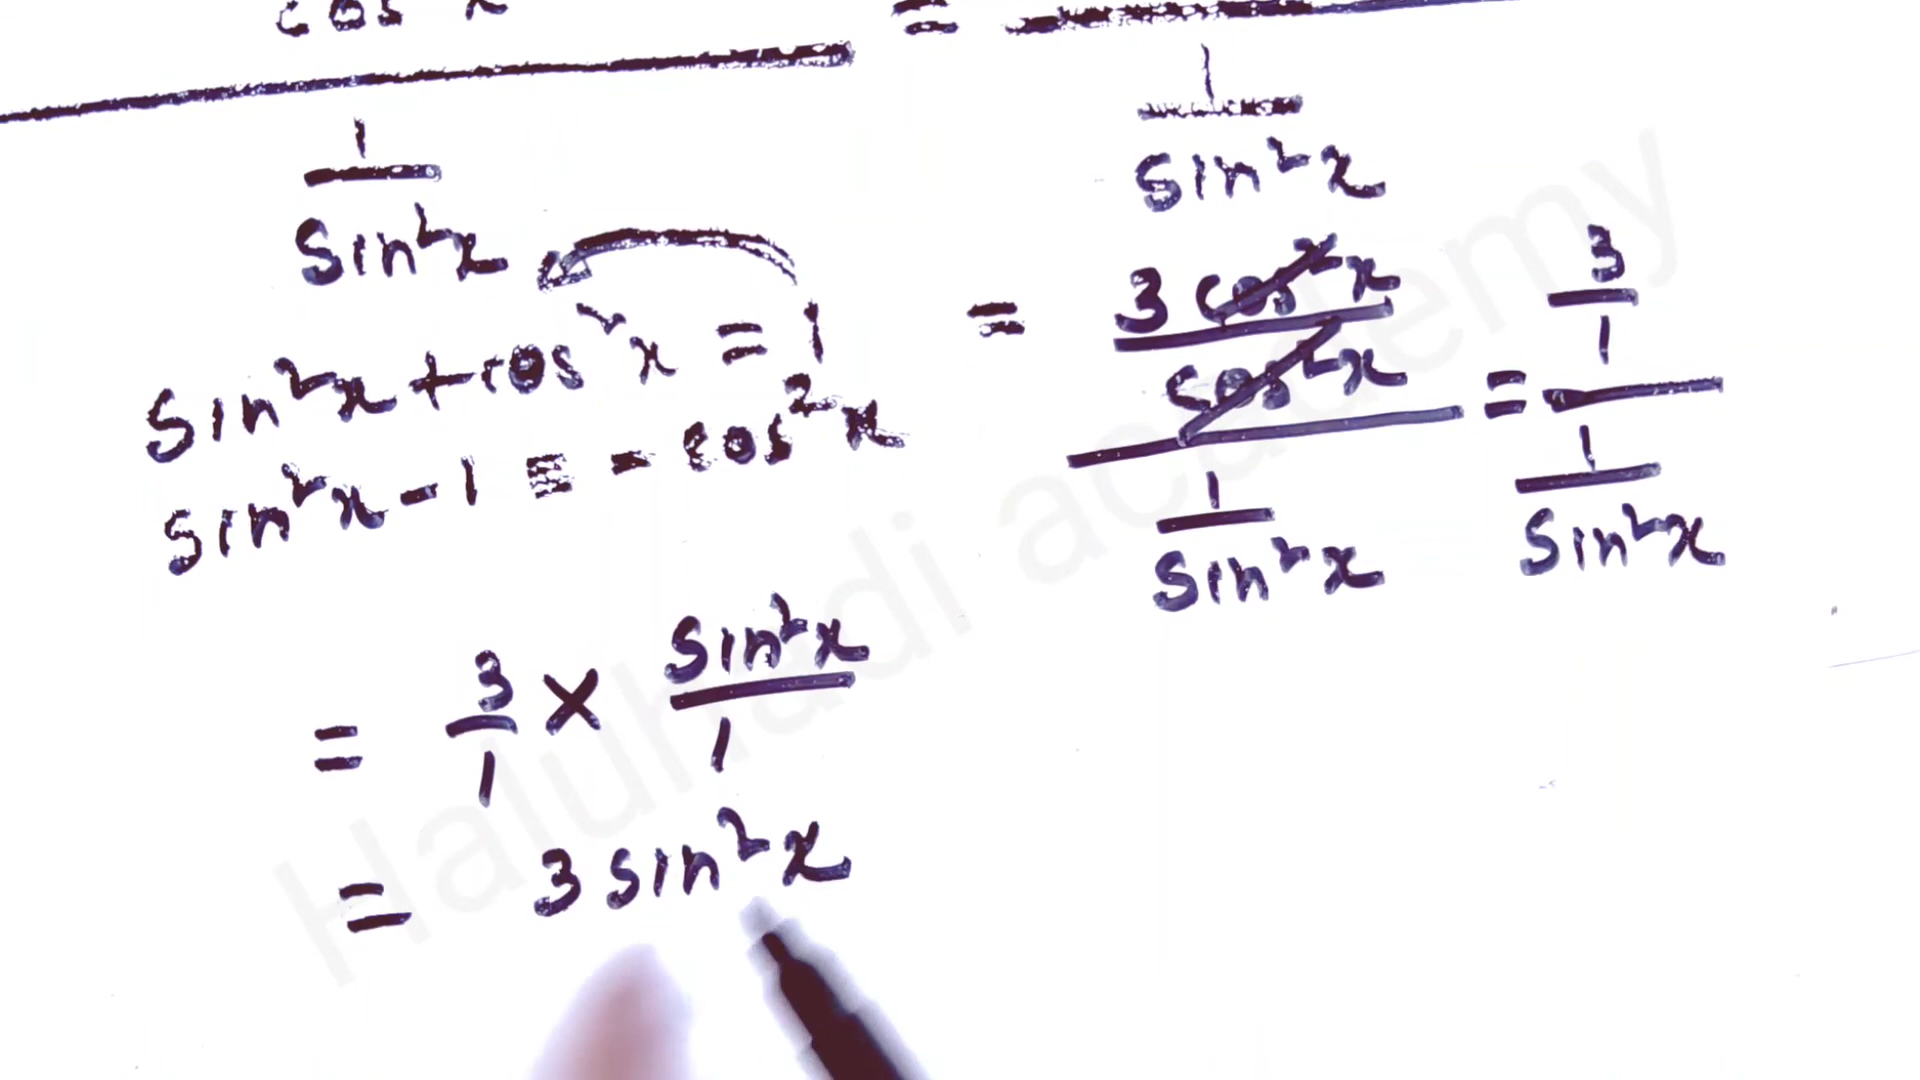 cos x =
1
1
sin²x
sin²x
sin²x + cos²x = 1
= 3 cos²x / cos²x / 1 / sin²x = 3 / 1 / 1 / sin²x
sin²x - 1 = - cos²x
= 3/1 × sin²x/1
= 3 sin²x
Haluhadi academy